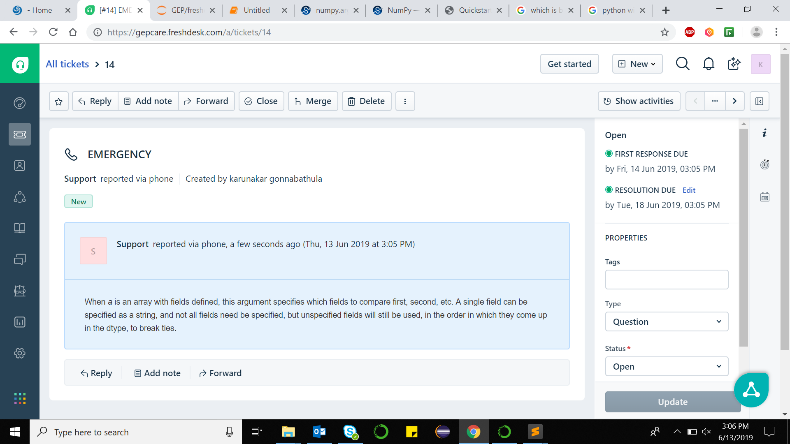 - Home
[#14] EME
GEP/fresh
Untitled
numpy.ar
NumPy —
Quickstar
which is b
python w
https://gepcare.freshdesk.com/a/tickets/14
ABP
All tickets > 14
Get started
New
K
Reply
Add note
Forward
Close
Merge
Delete
Show activities
EMERGENCY
Support reported via phone | Created by karunakar gonnabathula
New
S
Support reported via phone, a few seconds ago (Thu, 13 Jun 2019 at 3:05 PM)
When a is an array with fields defined, this argument specifies which fields to compare first, second, etc. A single field can be
specified as a string, and not all fields need be specified, but unspecified fields will still be used, in the order in which they come up
in the dtype, to break ties.
Reply
Add note
Forward
Open
FIRST RESPONSE DUE
by Fri, 14 Jun 2019, 03:05 PM
RESOLUTION DUE Edit
by Tue, 18 Jun 2019, 03:05 PM
PROPERTIES
Tags
Type
Question
Status *
Open
Update
Type here to search
3:06 PM
6/13/2019